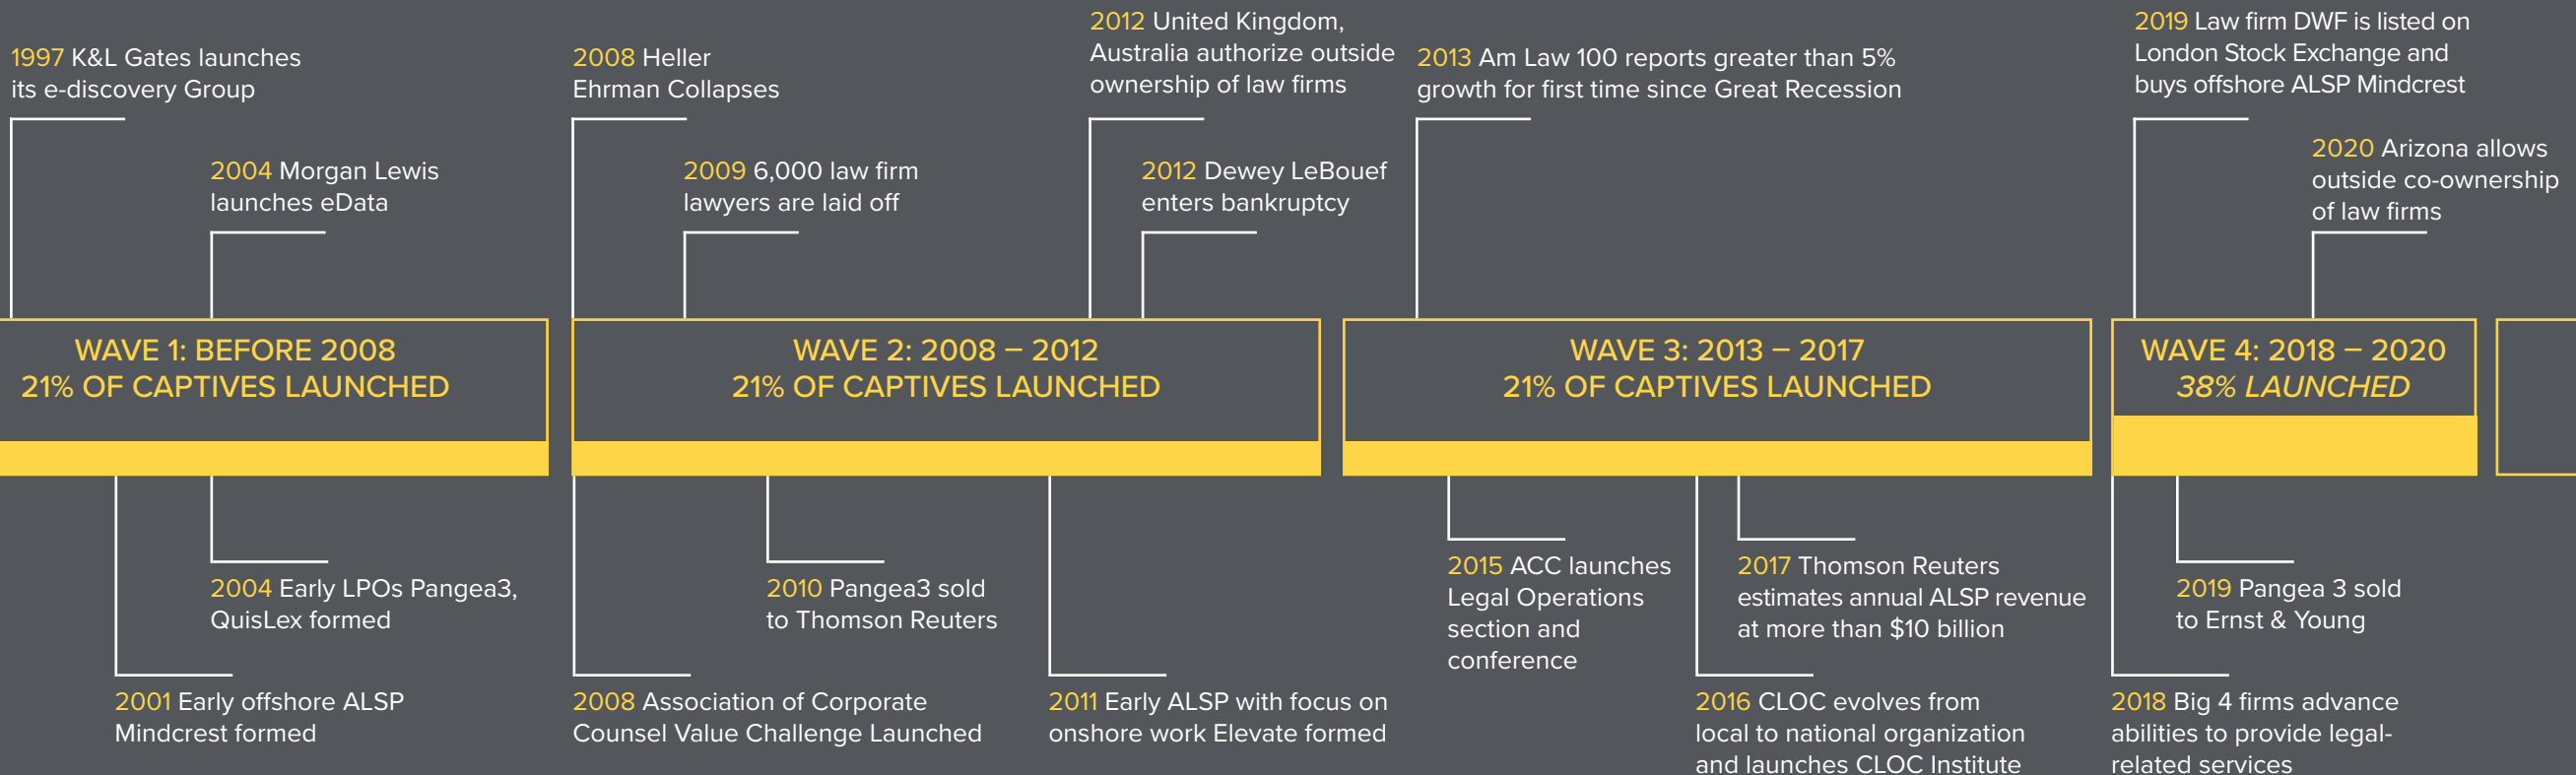 1997 K&L Gates launches
its e-discovery Group
2004 Morgan Lewis
launches eData
2008 Heller
Ehrman Collapses
2009 6,000 law firm
lawyers are laid off
2012 United Kingdom,
Australia authorize outside
ownership of law firms
2012 Dewey LeBouef
enters bankruptcy
2013 Am Law 100 reports greater than 5%
growth for first time since Great Recession
2019 Law firm DWF is listed on
London Stock Exchange and
buys offshore ALSP Mindcrest
2020 Arizona allows
outside co-ownership
of law firms
WAVE 1: BEFORE 2008
21% OF CAPTIVES LAUNCHED
WAVE 2: 2008 – 2012
21% OF CAPTIVES LAUNCHED
WAVE 3: 2013 – 2017
21% OF CAPTIVES LAUNCHED
WAVE 4: 2018 – 2020
38% LAUNCHED
2004 Early LPOs Pangea3,
QuisLex formed
2001 Early offshore ALSP
Mindcrest formed
2010 Pangea3 sold
to Thomson Reuters
2008 Association of Corporate
Counsel Value Challenge Launched
2011 Early ALSP with focus on
onshore work Elevate formed
2015 ACC launches
Legal Operations
section and
conference
2017 Thomson Reuters
estimates annual ALSP revenue
at more than $10 billion
2016 CLOC evolves from
local to national organization
and launches CLOC Institute
2019 Pangea 3 sold
to Ernst & Young
2018 Big 4 firms advance
abilities to provide legal-
related services